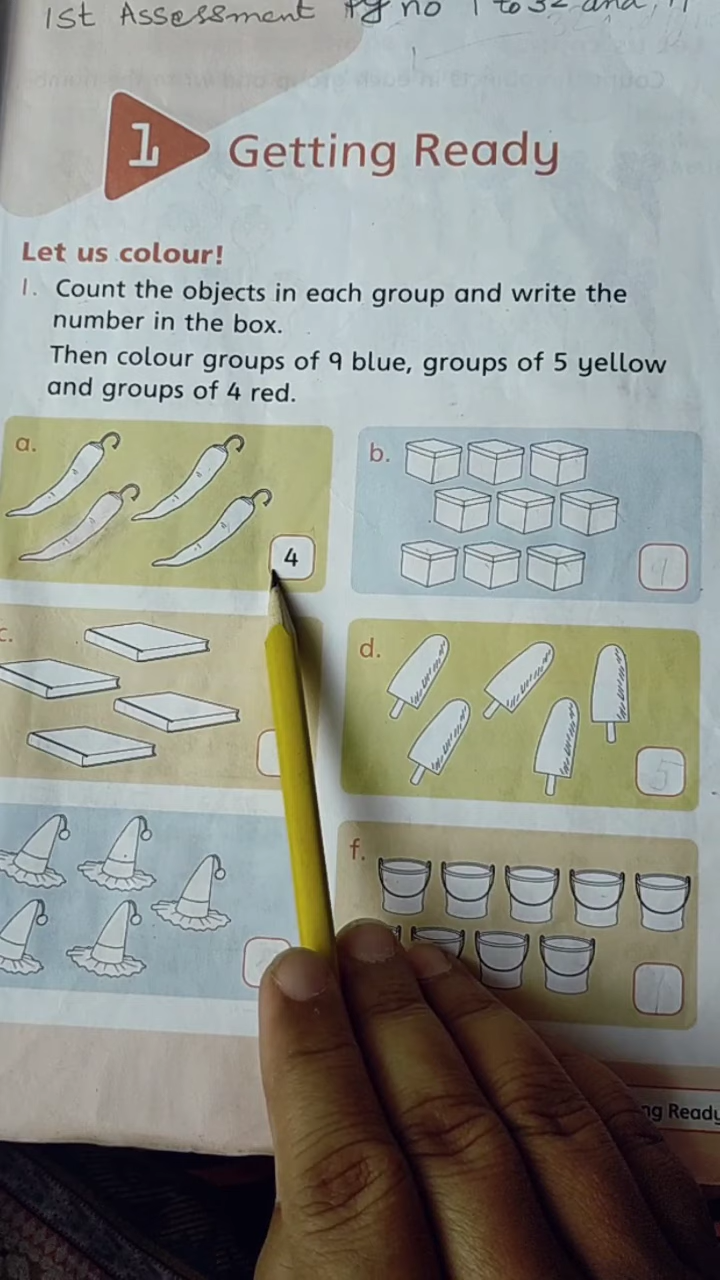 1st Assessment Pg no 1 to 32 and
1 Getting Ready
Let us colour!
1. Count the objects in each group and write the
number in the box.
Then colour groups of 9 blue, groups of 5 yellow
and groups of 4 red.
a.
4
b.
9
c.
d.
5
f.
ng Ready